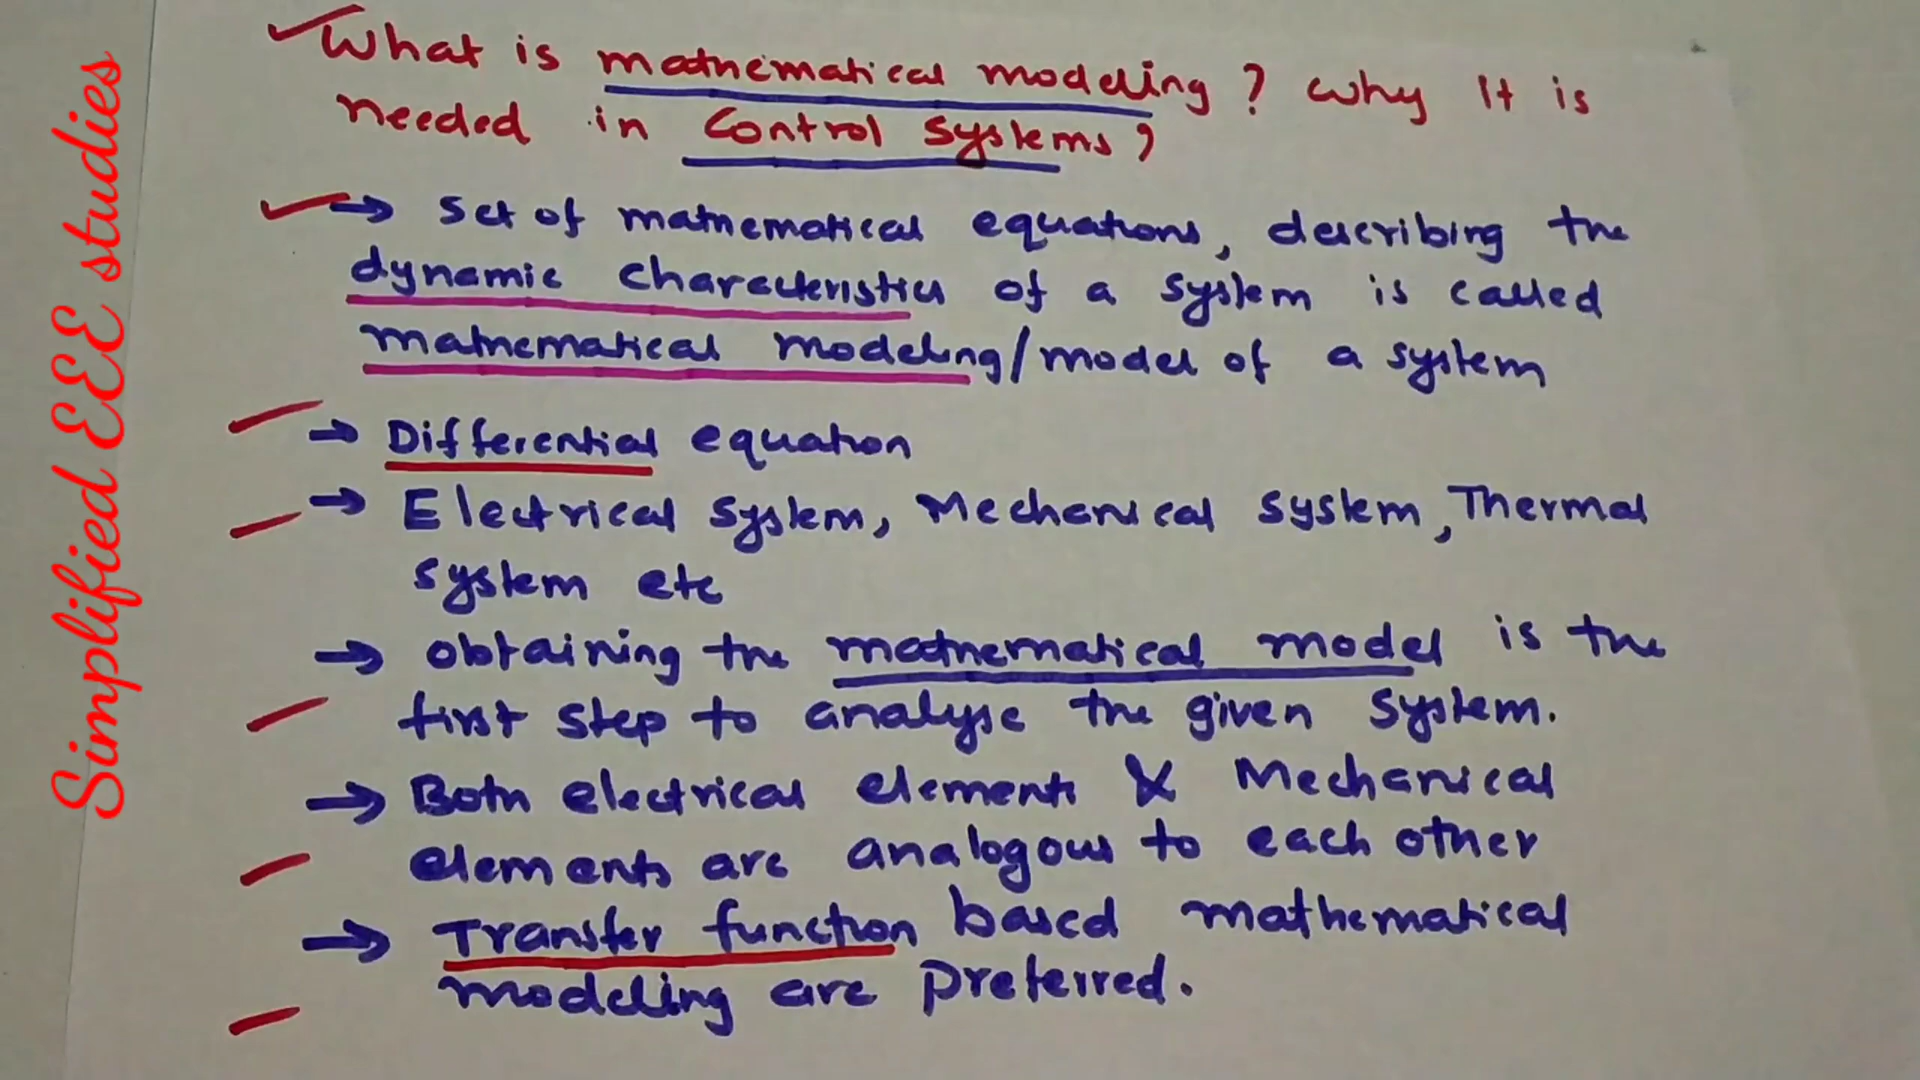 What is mathematical modeling? Why It is
needed in Control Systems?
→ Set of mathematical equations, describing the
dynamic characteristics of a system is called
mathematical modeling/model of a system
→ Differential equation
→ Electrical system, Mechanical system, Thermal
system etc
→ obtaining the mathematical model is the
first step to analyse the given system.
→ Both electrical elements & Mechanical
elements are analogous to each other
→ Transfer function based mathematical
modeling are preferred.
Simplified EEE studies